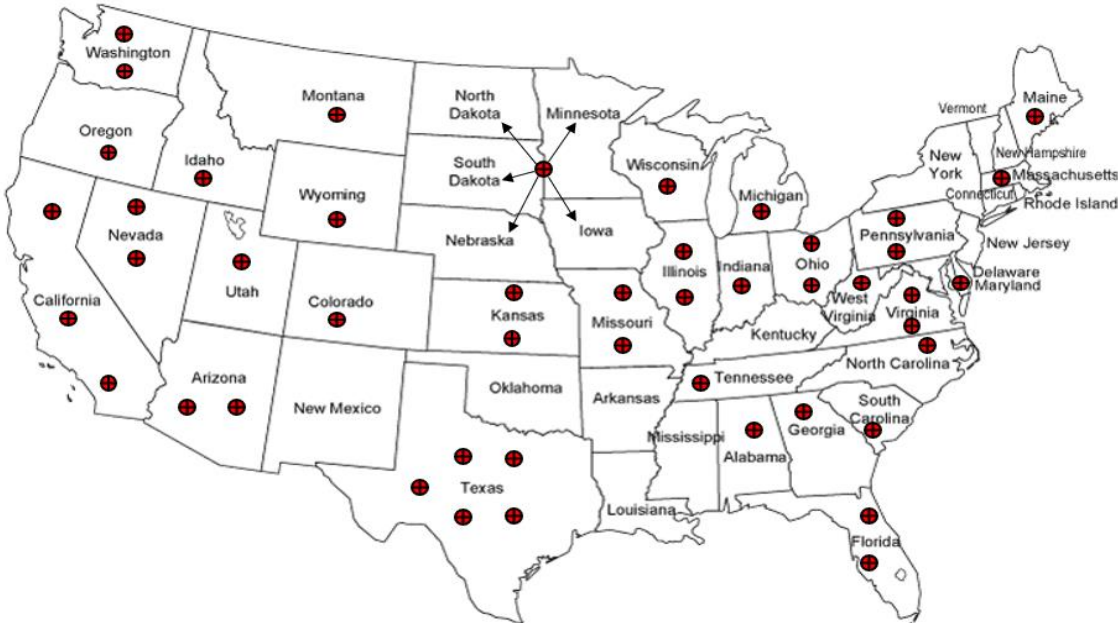 Washington
Montana
North
Dakota
Minnesota
Vermont
Maine
Oregon
Idaho
South
Dakota
Wisconsin
New Hampshire
New
York
Massachusetts
Wyoming
Michigan
Connecticut
Rhode Island
Nevada
Nebraska
Iowa
Pennsylvania
New Jersey
California
Utah
Colorado
Kansas
Missouri
Illinois
Indiana
Ohio
West
Virginia
Virginia
Delaware
Maryland
Kentucky
North Carolina
Arizona
New Mexico
Oklahoma
Arkansas
Tennessee
South
Carolina
Mississippi
Alabama
Georgia
Texas
Louisiana
Florida